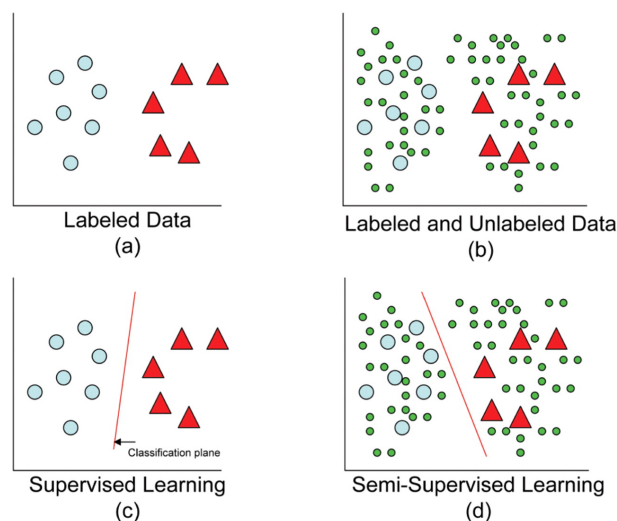 Labeled Data
(a)
Labeled and Unlabeled Data
(b)
Classification plane
Supervised Learning
(c)
Semi-Supervised Learning
(d)